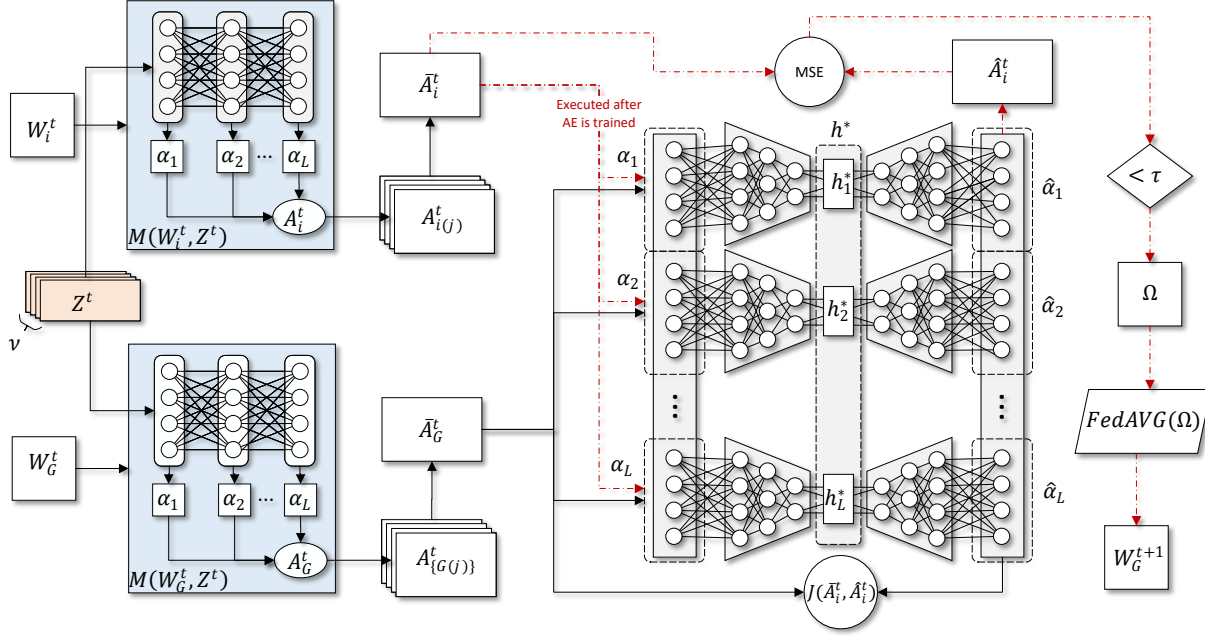 W_i^t
α_1
α_2
...
α_L
A_i^t
M(W_i^t, Z^t)
Z^t
ν
W_G^t
α_1
α_2
...
α_L
A_G^t
M(W_G^t, Z^t)
Ā_i^t
A_{i(j)}^t
Ā_G^t
A_{{G(j)}}^t
Executed after
AE is trained
MSE
Â_i^t
h^*
α_1
h_1^*
α̂_1
α_2
h_2^*
α̂_2
⋮
⋮
α_L
h_L^*
α̂_L
J(Ā_i^t, Â_i^t)
< τ
Ω
FedAVG(Ω)
W_G^{t+1}